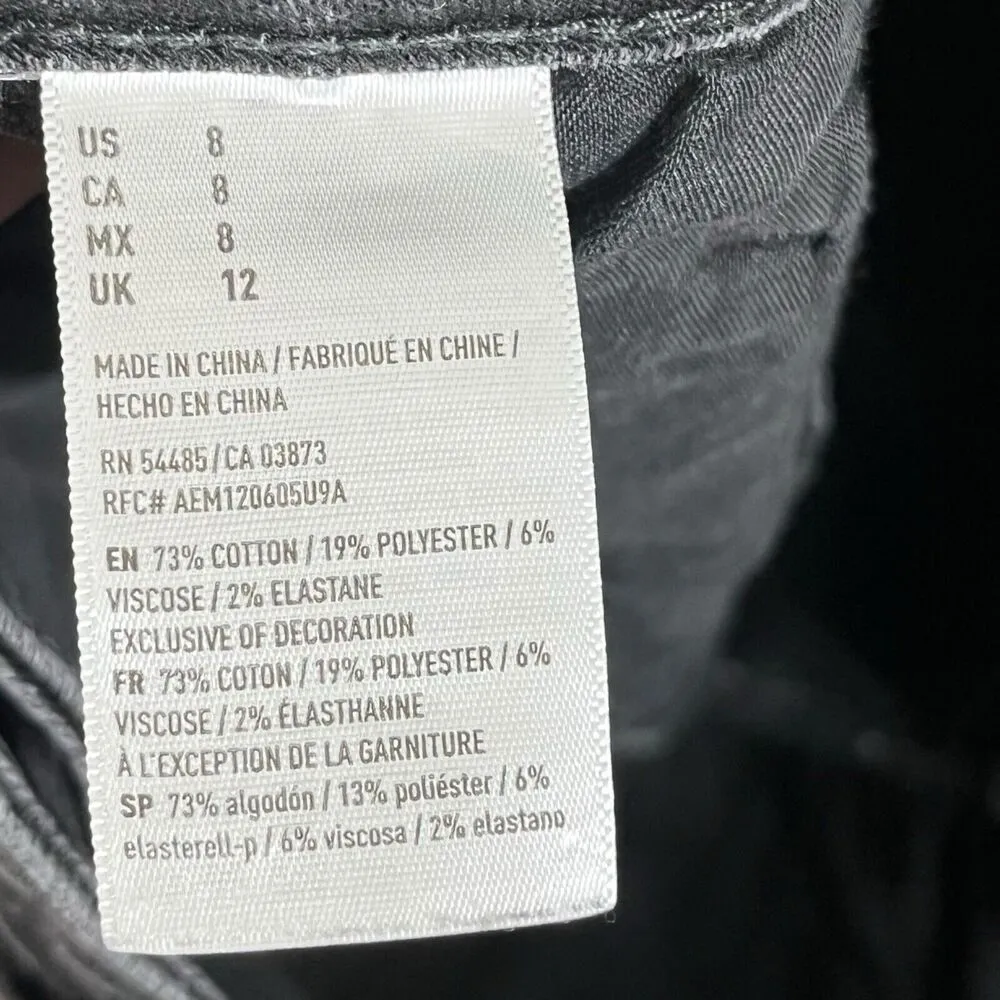 US 8
CA 8
MX 8
UK 12
MADE IN CHINA / FABRIQUÉ EN CHINE /
HECHO EN CHINA
RN 54485 / CA 03873
RFC# AEM120605U9A
EN 73% COTTON / 19% POLYESTER / 6%
VISCOSE / 2% ELASTANE
EXCLUSIVE OF DECORATION
FR 73% COTON / 19% POLYESTER / 6%
VISCOSE / 2% ÉLASTHANNE
À L'EXCEPTION DE LA GARNITURE
SP 73% algodón / 13% poliéster / 6%
elasterell-p / 6% viscosa / 2% elastano